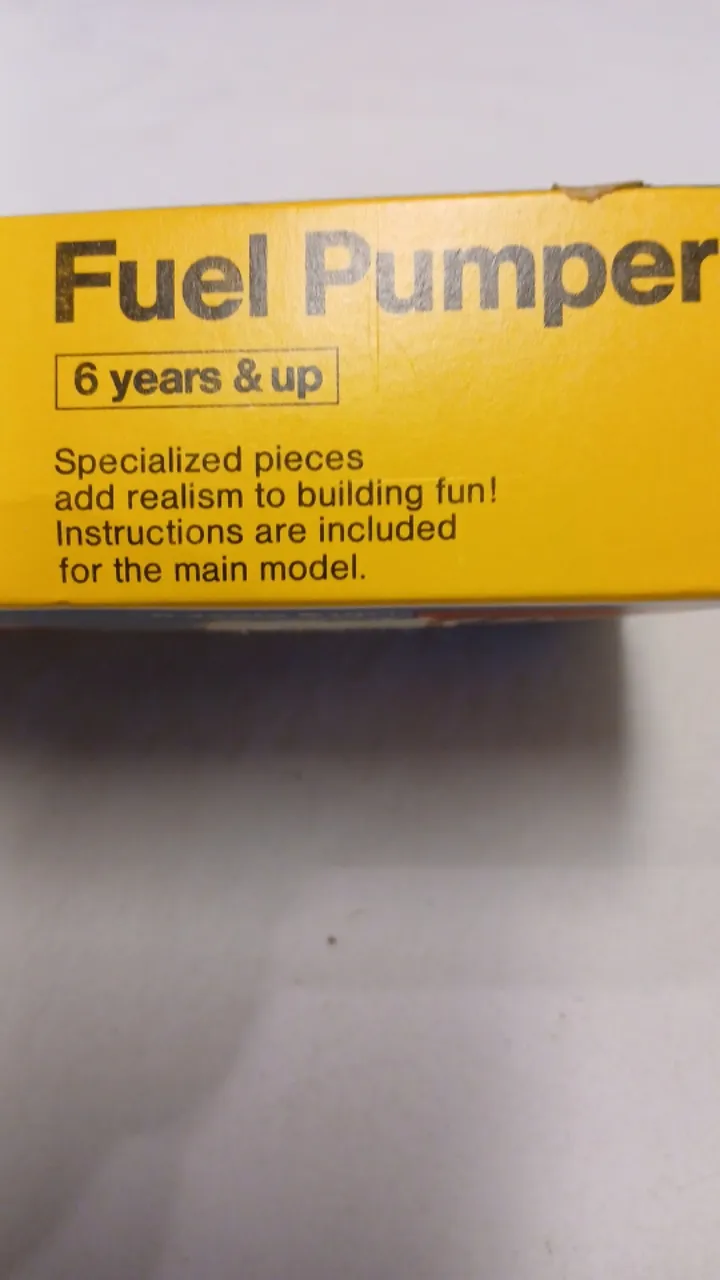 Fuel Pumper
6 years & up
Specialized pieces
add realism to building fun!
Instructions are included
for the main model.